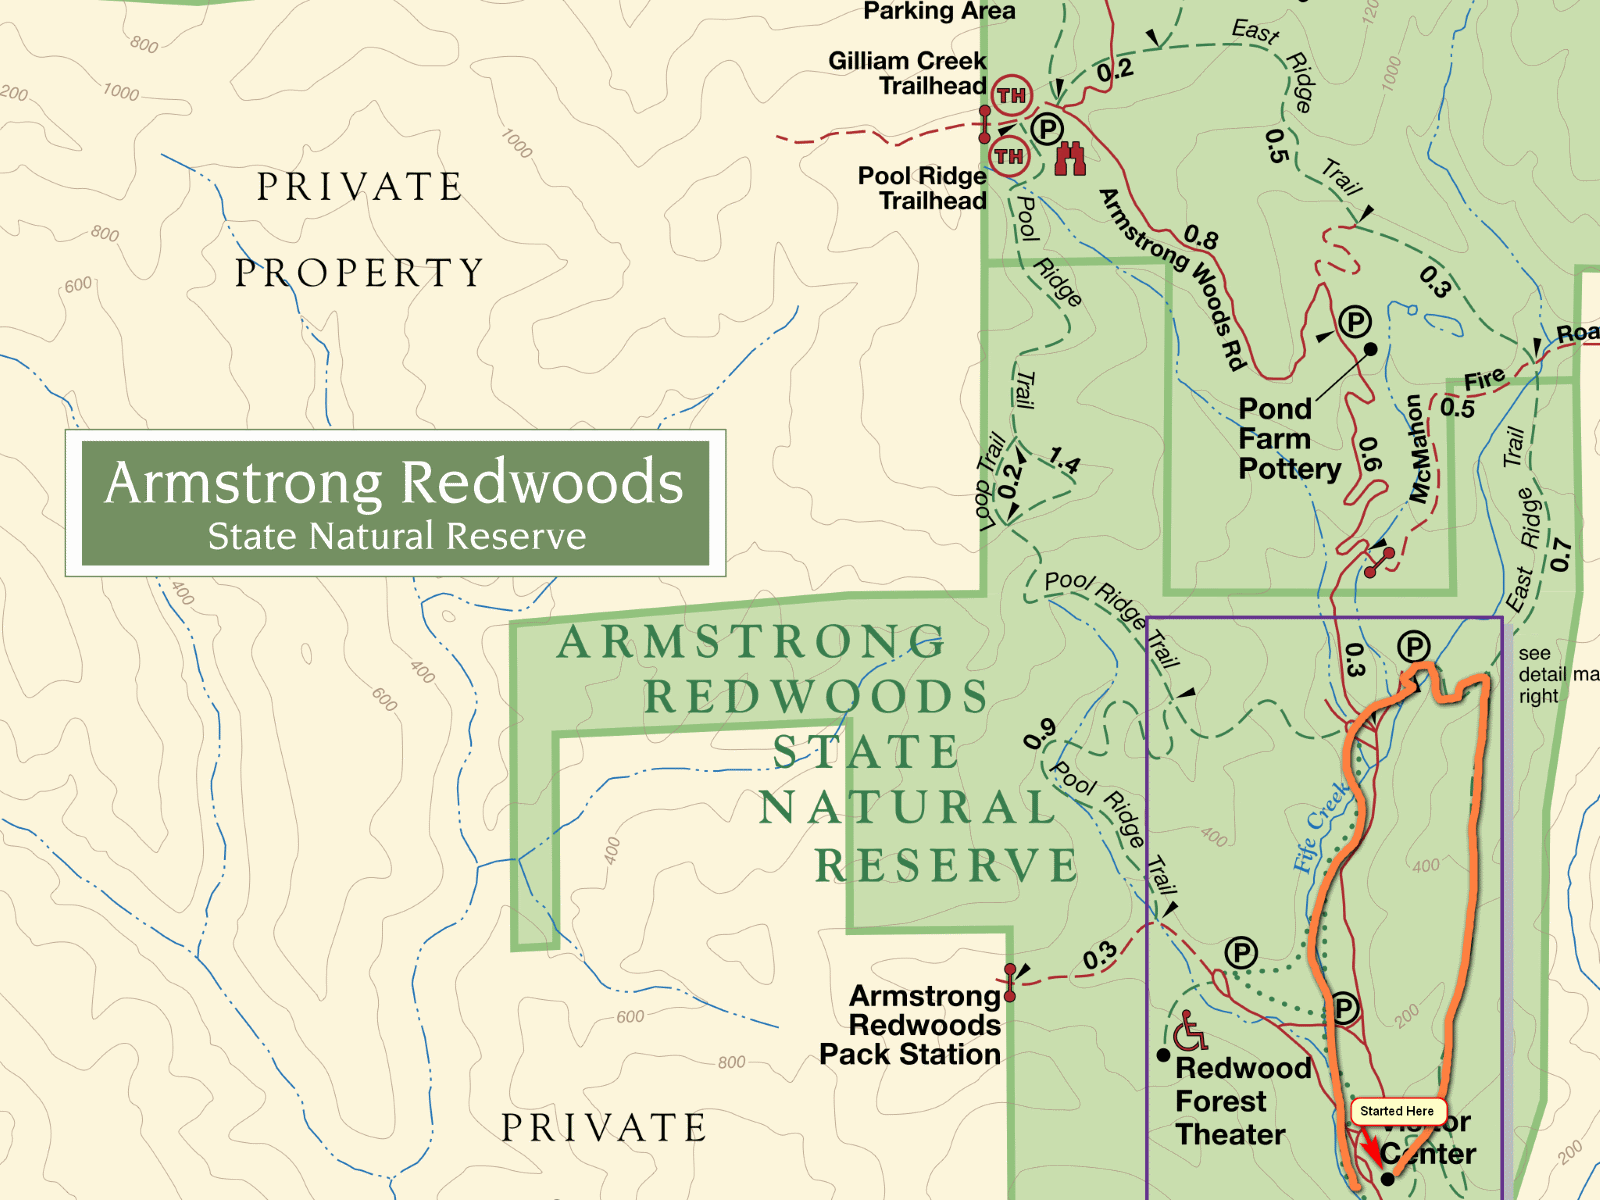 Parking Area
Gilliam Creek
Trailhead
TH
P
TH
Pool Ridge
Trailhead
East
Ridge
Trail
0.2
0.5
0.3
1000
800
1000
200
1000
800
600
PRIVATE
PROPERTY
Pool
Ridge
Trail
Armstrong Woods Rd
0.8
P
Pond
Farm
Pottery
0.6
McMahon
Fire
Roa
0.5
Loop Trail
0.2
1.4
East Ridge Trail
0.7
Armstrong Redwoods
State Natural Reserve
400
400
600
400
Pool Ridge Trail
ARMSTRONG
REDWOODS
STATE
NATURAL
RESERVE
0.3
P
see
detail ma
right
0.9
Pool Ridge Trail
Fife Creek
400
400
200
0.3
P
P
Armstrong
Redwoods
Pack Station
Redwood
Forest
Theater
600
800
PRIVATE
Started Here
Visitor
Center
200